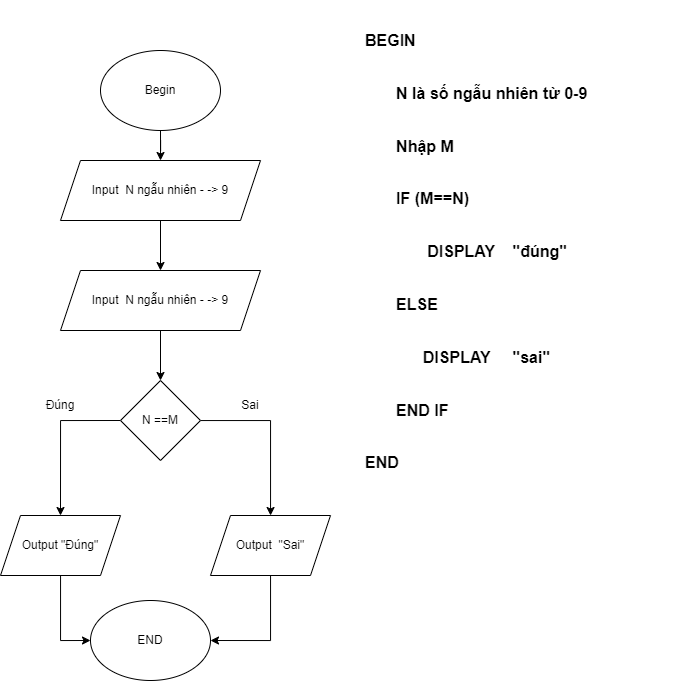 Begin
Input N ngẫu nhiên - -> 9
Input N ngẫu nhiên - -> 9
Đúng
Sai
N ==M
Output "Đúng"
Output "Sai"
END
BEGIN
N là số ngẫu nhiên từ 0-9
Nhập M
IF (M==N)
DISPLAY "đúng"
ELSE
DISPLAY "sai"
END IF
END